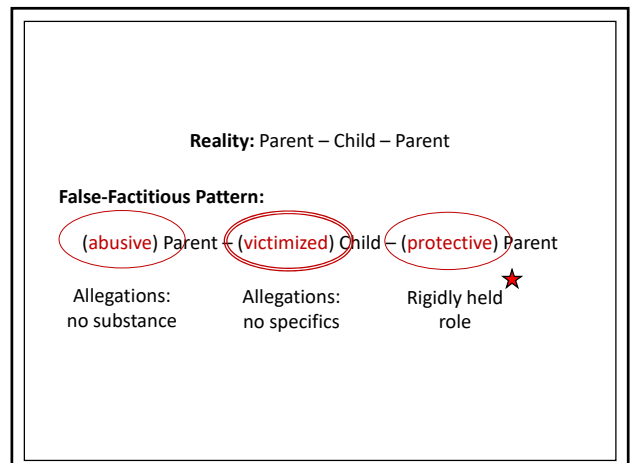 Reality: Parent – Child – Parent
False-Factitious Pattern:
(abusive) Parent – (victimized) Child – (protective) Parent
Allegations: Allegations: Rigidly held
no substance no specifics role